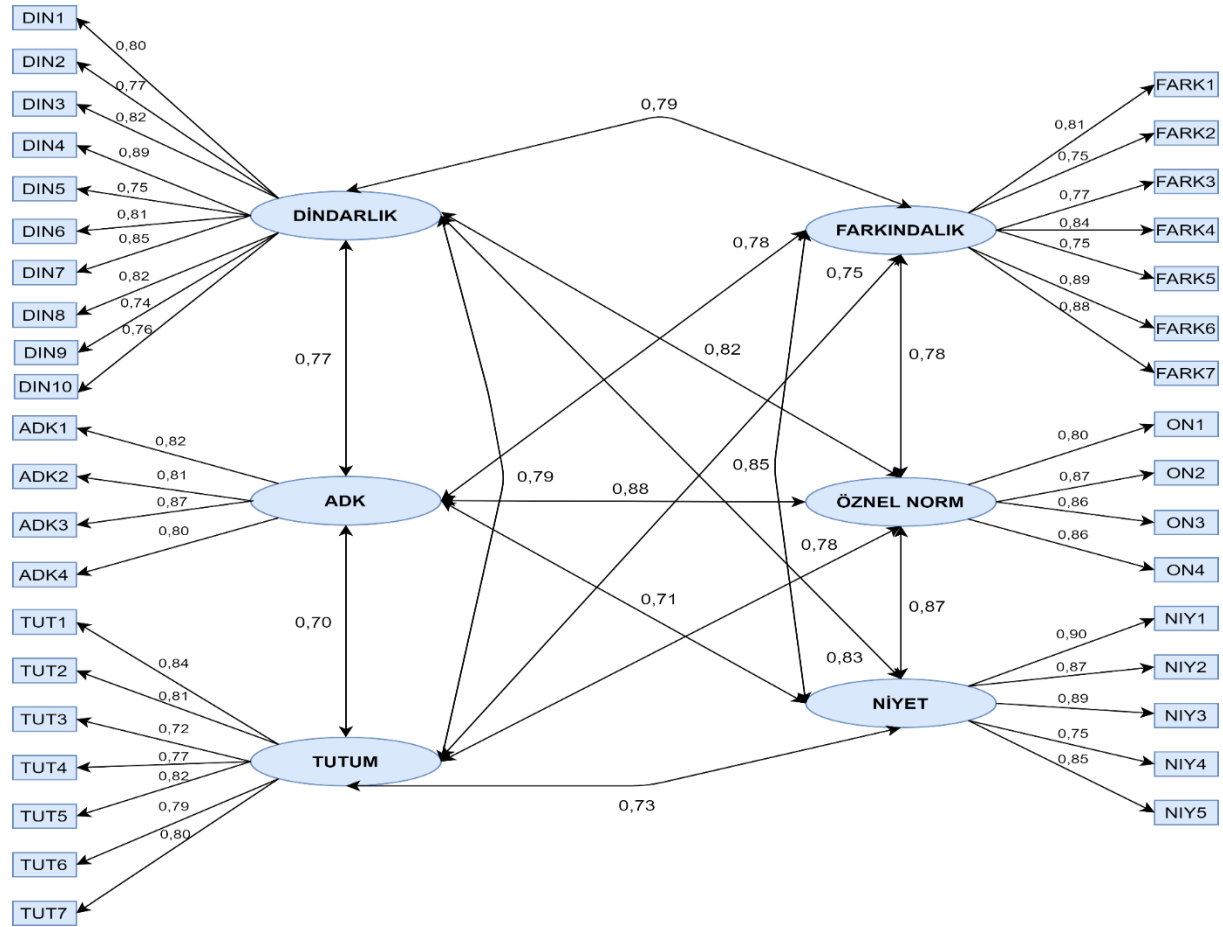 DIN1
DIN2
DIN3
DIN4
DIN5
DIN6
DIN7
DIN8
DIN9
DIN10
0,80
0,77
0,82
0,89
0,75
0,81
0,85
0,82
0,74
0,76
DİNDARLIK
ADK1
ADK2
ADK3
ADK4
0,82
0,81
0,87
0,80
ADK
TUT1
TUT2
TUT3
TUT4
TUT5
TUT6
TUT7
0,84
0,81
0,72
0,77
0,82
0,79
0,80
TUTUM
0,79
0,78
0,75
0,77
0,82
0,78
0,79
0,85
0,88
0,78
0,70
0,71
0,87
0,83
0,73
FARKINDALIK
0,81
0,75
0,77
0,84
0,75
0,89
0,88
FARK1
FARK2
FARK3
FARK4
FARK5
FARK6
FARK7
ÖZNEL NORM
0,80
0,87
0,86
0,86
ON1
ON2
ON3
ON4
NİYET
0,90
0,87
0,89
0,75
0,85
NIY1
NIY2
NIY3
NIY4
NIY5